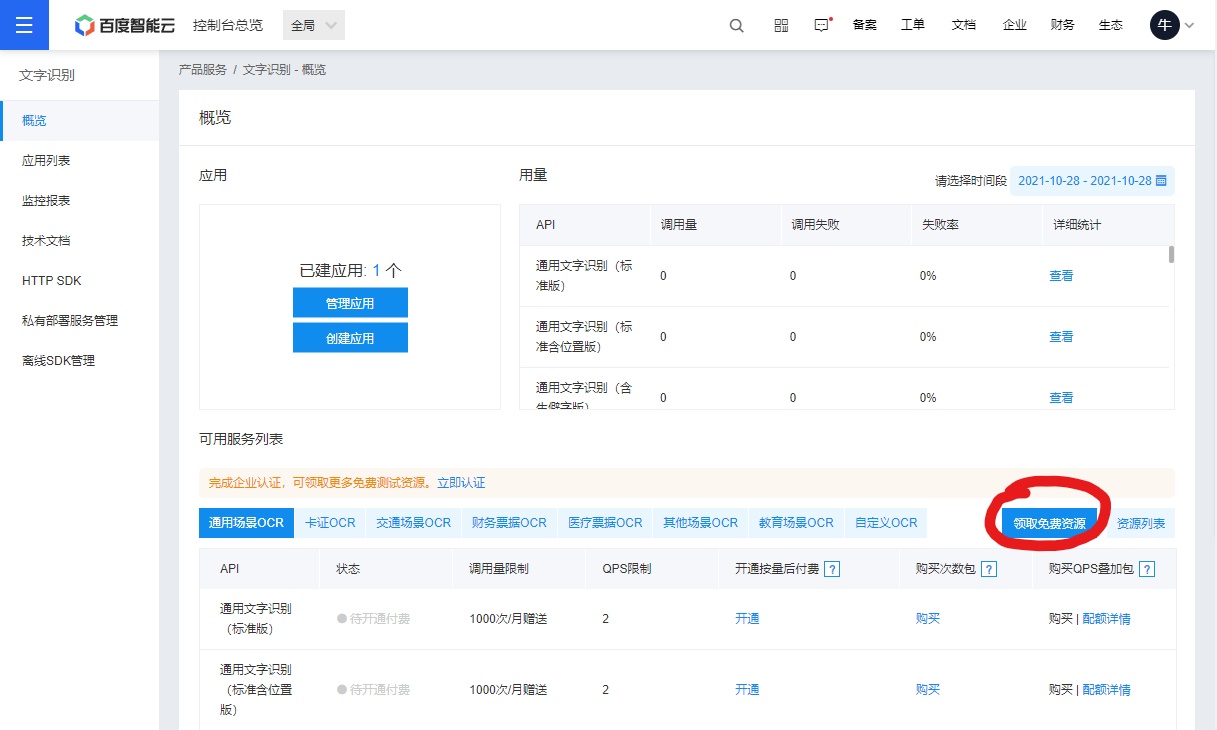 百度智能云 控制台总览 全局 备案 工单 文档 企业 财务 生态 牛
文字识别
概览
应用列表
监控报表
技术文档
HTTP SDK
私有部署服务管理
离线SDK管理
产品服务 / 文字识别 - 概览
概览
应用
已建应用: 1 个
管理应用
创建应用
用量
请选择时间段 2021-10-28 - 2021-10-28
API 调用量 调用失败 失败率 详细统计
通用文字识别（标
准版） 0 0 0% 查看
通用文字识别（标
准含位置版） 0 0 0% 查看
通用文字识别（含
生僻字版） 0 0 0% 查看
可用服务列表
完成企业认证，可领取更多免费测试资源。立即认证
通用场景OCR 卡证OCR 交通场景OCR 财务票据OCR 医疗票据OCR 其他场景OCR 教育场景OCR 自定义OCR 领取免费资源 资源列表
API 状态 调用量限制 QPS限制 开通按量后付费 ? 购买次数包 ? 购买QPS叠加包 ?
通用文字识别
（标准版） 待开通付费 1000次/月赠送 2 开通 购买 购买 | 配额详情
通用文字识别
（标准含位置
版） 待开通付费 1000次/月赠送 2 开通 购买 购买 | 配额详情